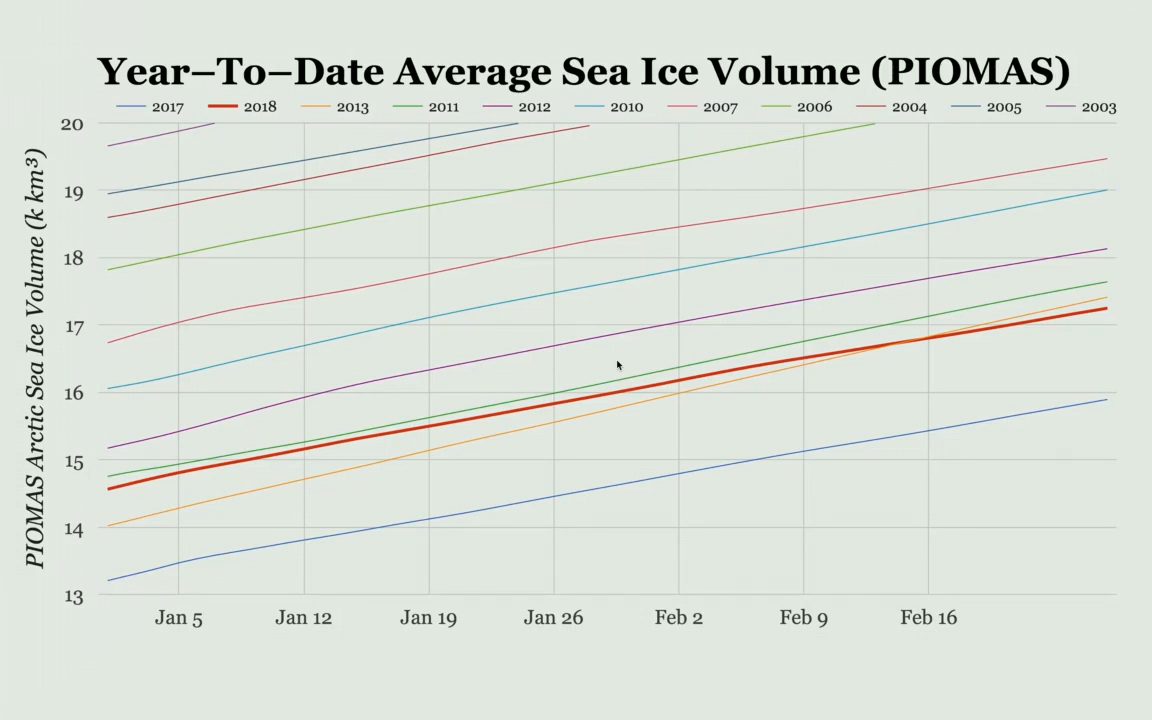 Year–To–Date Average Sea Ice Volume (PIOMAS)
2017 2018 2013 2011 2012 2010 2007 2006 2004 2005 2003
PIOMAS Arctic Sea Ice Volume (k km³)
20
19
18
17
16
15
14
13
Jan 5 Jan 12 Jan 19 Jan 26 Feb 2 Feb 9 Feb 16